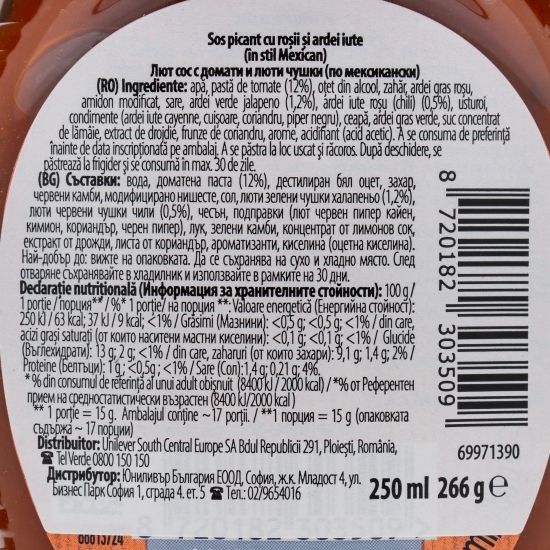 Sos picant cu roșii și ardei iute
(în stil Mexican)
Лют сос с домати и люти чушки (по мексикански)
(RO) Ingrediente: apă, pastă de tomate (12%), oțet din alcool, zahăr, ardei gras roșu,
amidon modificat, sare, ardei verde jalapeno (1,2%), ardei iute roșu (chili) (0,5%), usturoi,
condimente (ardei iute cayenne, cuișoare, coriandru, piper negru), ceapă, ardei gras verde, suc concentrat
de lămâie, extract de drojdie, frunze de coriandru, arome, acidifiant (acid acetic). A se consuma de preferință
înainte de data inscripționată pe ambalaj. A se păstra la loc uscat și răcoros. După deschidere, se
păstrează la frigider și se consumă în max. 30 de zile.
(BG) Съставки: вода, доматена паста (12%), дестилиран бял оцет, захар,
червени камби, модифицирано нишесте, сол, люти зелени чушки халапеньо (1,2%),
люти червени чушки чили (0,5%), чесън, подправки (лют червен пипер кайен,
кимион, кориандър, черен пипер), лук, зелени камби, концентрат от лимонов сок,
екстракт от дрожди, листа от кориандър, ароматизанти, киселина (оцетна киселина).
Най-добър до: вижте на опаковката. Да се съхранява на сухо и хладно място. След
отваряне съхранявайте в хладилник и използвайте в рамките на 30 дни.
Declarație nutritională (Информация за хранителните стойности): 100 g /
1 porție / порция** / %* 1 porție/ на порция **: Valoare energetică (Енергийна стойност):
250 kJ / 63 kcal; 37 kJ / 9 kcal; <1% / Grăsimi (Мазнини): <0,5 g; <0,5 g; <1% / din care,
acizi grași saturați (от които наситени мастни киселини): <0,1 g; <0,1 g; <1% / Glucide
(Въглехидрати): 13 g; 2 g; <1% / din care, zaharuri (от които захари): 9,1 g; 1,4 g; 2% /
Proteine (Белтъци): 1 g; <0,5g; <1% / Sare (Сол): 1,4 g; 0,21 g; 4%.
* % din consumul de referință al unui adult obișnuit (8400 kJ / 2000 kcal) / *% от Референтен
прием на средностатистически възрастен (8400 kJ/2000 kcal)
** 1 porție = 15 g. Ambalajul conține ~17 porții. / **1 порция = 15 g (опаковката
съдържа ~ 17 порции)
Distribuitor: Unilever South Central Europe SA Bdul Republicii 291, Ploiești, România,
☎ Tel Verde 0800 150 150
Дистрибутор: Юниливър България ЕООД, София, ж.к. Младост 4, ул.
Бизнес Парк София 1, сграда 4. ет. 5 ☎ Тел.: 02/9654016
8 720182 303509
69971390
250 ml 266 g e